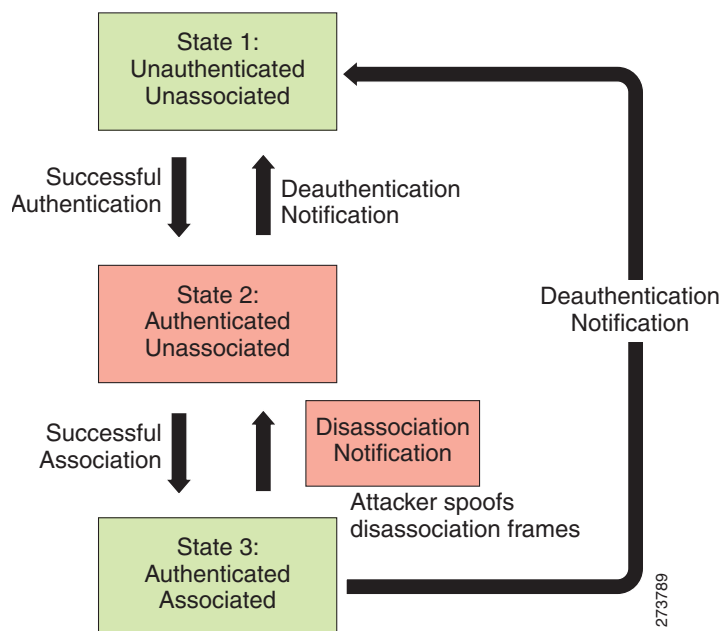 State 1:
Unauthenticated
Unassociated
Successful
Authentication
Deauthentication
Notification
State 2:
Authenticated
Unassociated
Deauthentication
Notification
Successful
Association
Disassociation
Notification
Attacker spoofs
disassociation frames
State 3:
Authenticated
Associated
273789